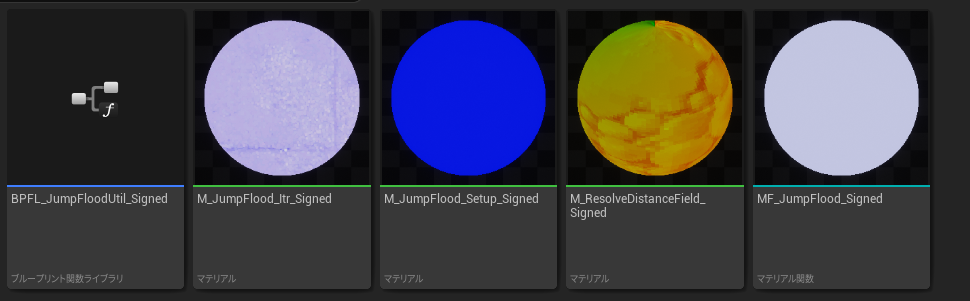 BPFL_JumpFloodUtil_Signed
ブループリント関数ライブラリ
M_JumpFlood_Itr_Signed
マテリアル
M_JumpFlood_Setup_Signed
マテリアル
M_ResolveDistanceField_
Signed
マテリアル
MF_JumpFlood_Signed
マテリアル関数